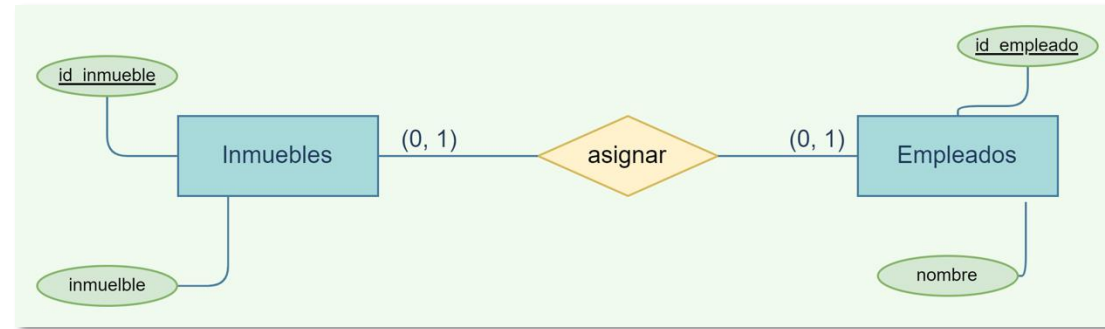 id_inmueble
id_empleado
Inmuebles
(0, 1)
asignar
(0, 1)
Empleados
inmuelble
nombre